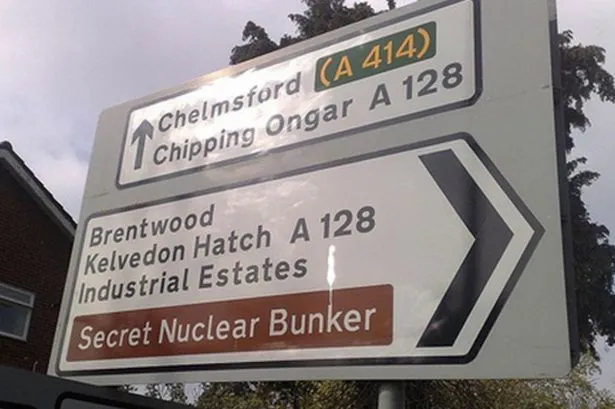 Chelmsford (A 414)
Chipping Ongar A 128
Brentwood
Kelvedon Hatch A 128
Industrial Estates
Secret Nuclear Bunker